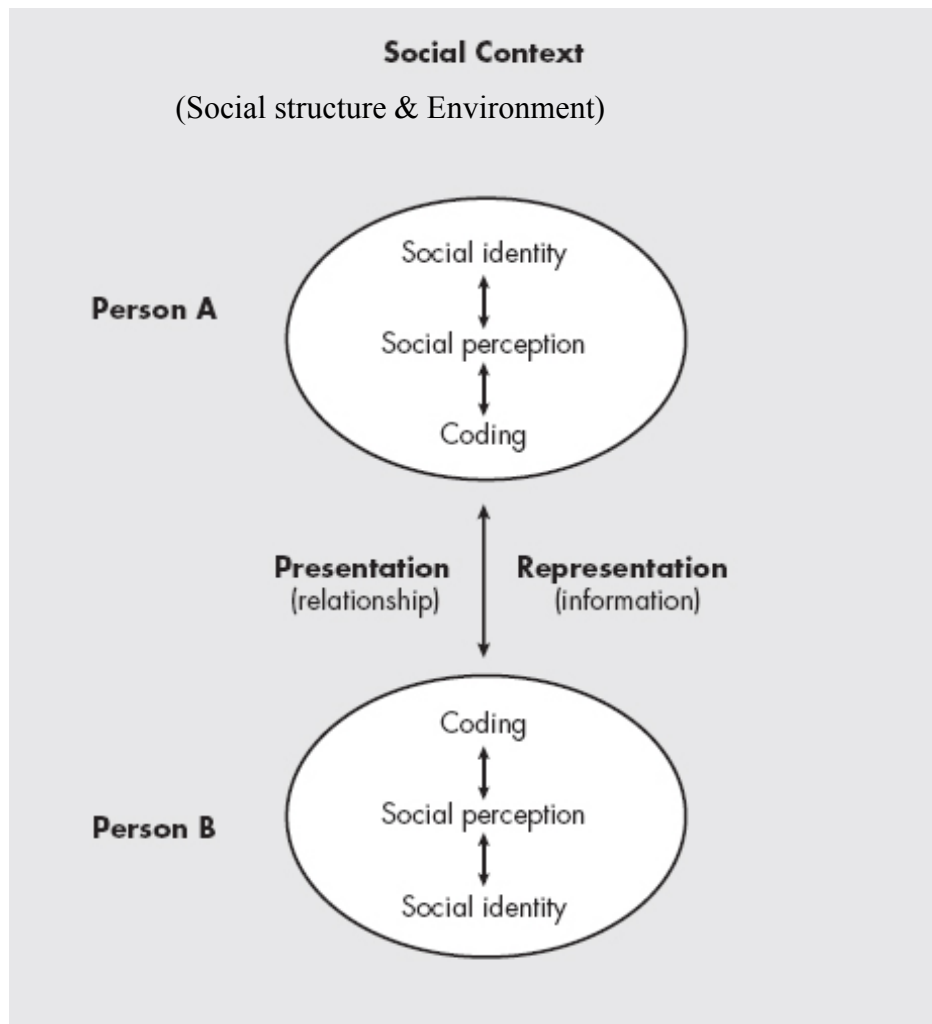 Social Context
(Social structure & Environment)
Social identity
Person A
Social perception
Coding
Presentation Representation
(relationship) (information)
Coding
Social perception
Person B
Social identity